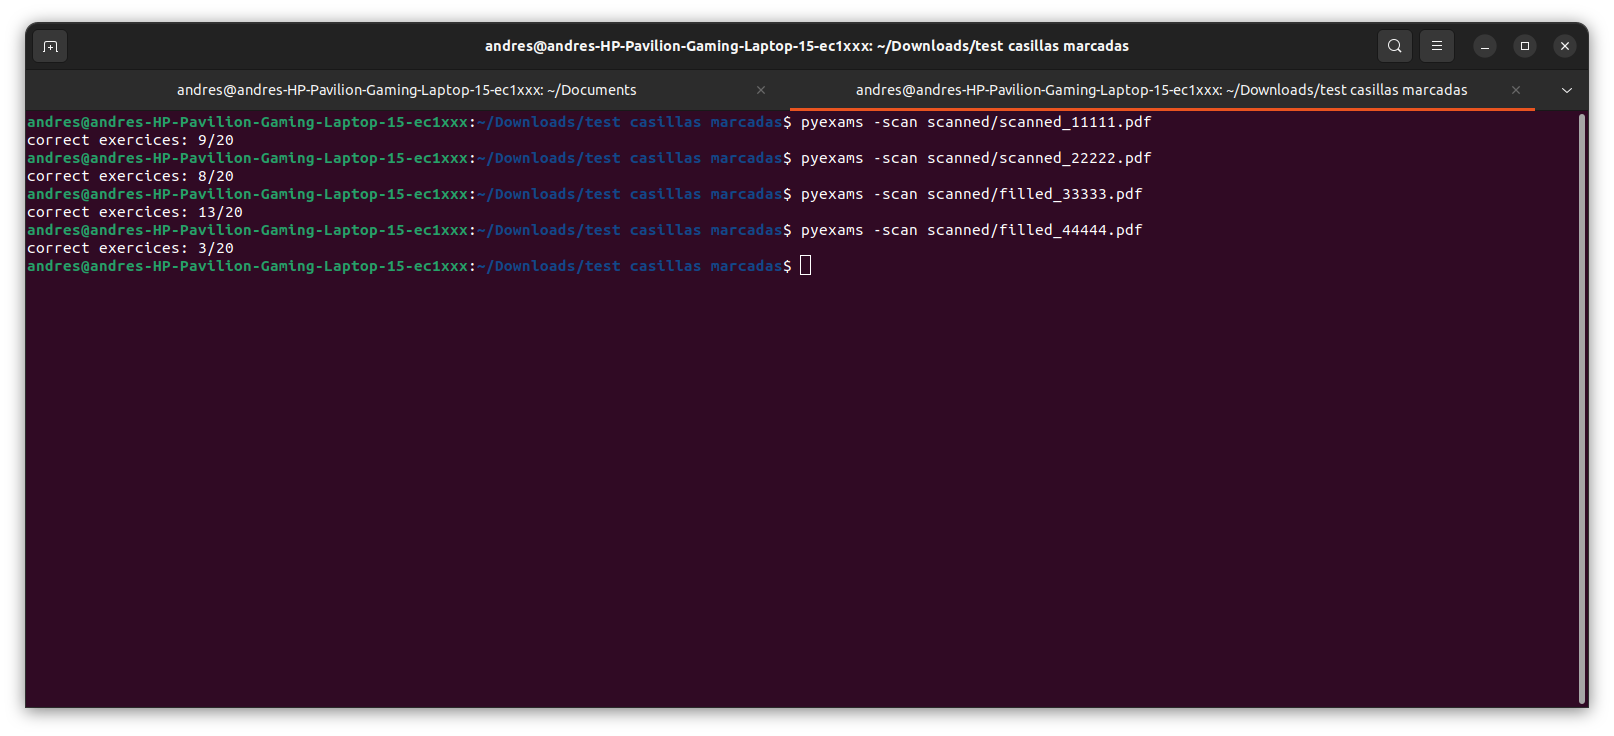 andres@andres-HP-Pavilion-Gaming-Laptop-15-ec1xxx: ~/Downloads/test casillas marcadas
andres@andres-HP-Pavilion-Gaming-Laptop-15-ec1xxx: ~/Documents
andres@andres-HP-Pavilion-Gaming-Laptop-15-ec1xxx: ~/Downloads/test casillas marcadas
andres@andres-HP-Pavilion-Gaming-Laptop-15-ec1xxx:~/Downloads/test casillas marcadas$ pyexams -scan scanned/scanned_11111.pdf
correct exercices: 9/20
andres@andres-HP-Pavilion-Gaming-Laptop-15-ec1xxx:~/Downloads/test casillas marcadas$ pyexams -scan scanned/scanned_22222.pdf
correct exercices: 8/20
andres@andres-HP-Pavilion-Gaming-Laptop-15-ec1xxx:~/Downloads/test casillas marcadas$ pyexams -scan scanned/filled_33333.pdf
correct exercices: 13/20
andres@andres-HP-Pavilion-Gaming-Laptop-15-ec1xxx:~/Downloads/test casillas marcadas$ pyexams -scan scanned/filled_44444.pdf
correct exercices: 3/20
andres@andres-HP-Pavilion-Gaming-Laptop-15-ec1xxx:~/Downloads/test casillas marcadas$